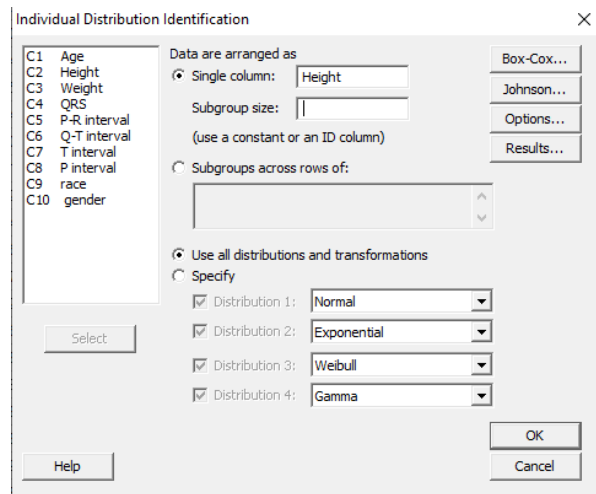 Individual Distribution Identification
C1 Age
C2 Height
C3 Weight
C4 QRS
C5 P-R interval
C6 Q-T interval
C7 T interval
C8 P interval
C9 race
C10 gender
Select
Help
Data are arranged as
Single column: Height
Subgroup size:
(use a constant or an ID column)
Subgroups across rows of:
Use all distributions and transformations
Specify
Distribution 1: Normal
Distribution 2: Exponential
Distribution 3: Weibull
Distribution 4: Gamma
Box-Cox...
Johnson...
Options...
Results...
OK
Cancel